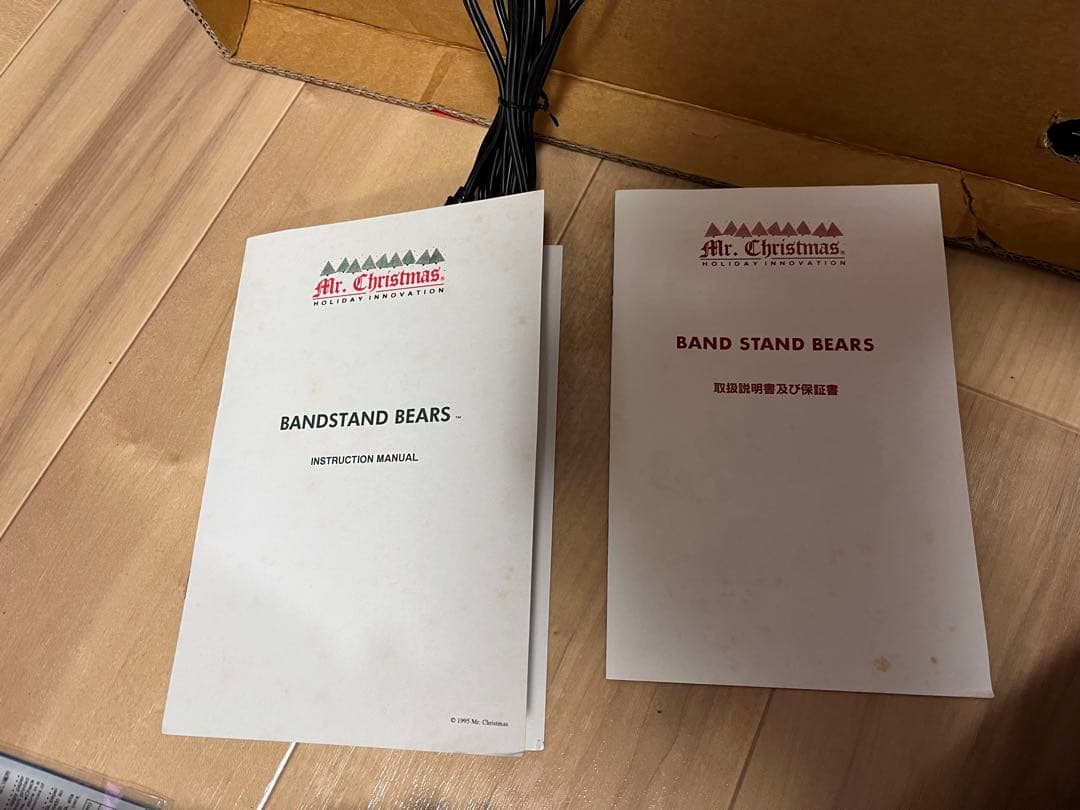 Mr. Christmas®
HOLIDAY INNOVATION
BANDSTAND BEARS™
INSTRUCTION MANUAL
© 1995 Mr. Christmas
Mr. Christmas®
HOLIDAY INNOVATION
BAND STAND BEARS
取扱説明書及び保証書